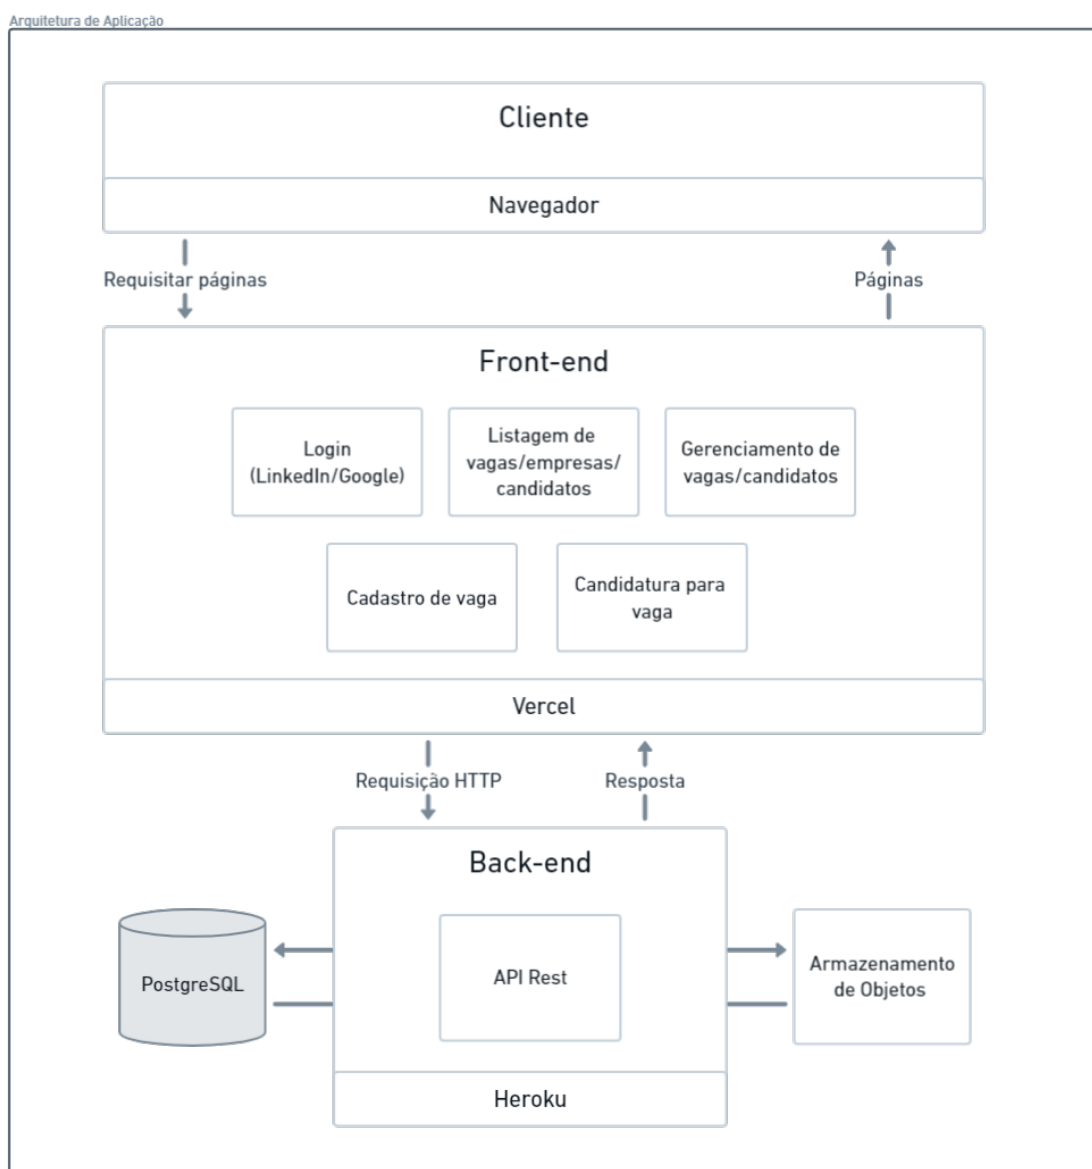 Arquitetura de Aplicação
Cliente
Navegador
Requisitar páginas
Páginas
Front-end
Login
(LinkedIn/Google)
Listagem de
vagas/empresas/
candidatos
Gerenciamento de
vagas/candidatos
Cadastro de vaga
Candidatura para
vaga
Vercel
Requisição HTTP
Resposta
Back-end
PostgreSQL
API Rest
Armazenamento
de Objetos
Heroku